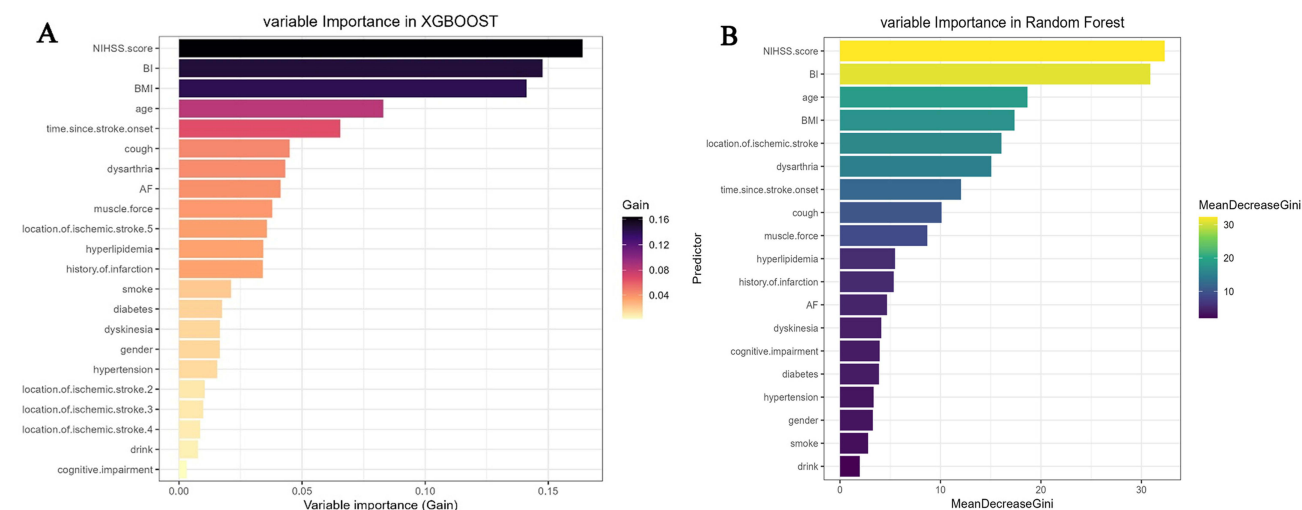 A
variable Importance in XGBOOST
NIHSS.score
BI
BMI
age
time.since.stroke.onset
cough
dysarthria
AF
muscle.force
location.of.ischemic.stroke.5
hyperlipidemia
history.of.infarction
smoke
diabetes
dyskinesia
gender
hypertension
location.of.ischemic.stroke.2
location.of.ischemic.stroke.3
location.of.ischemic.stroke.4
drink
cognitive.impairment
0.00 0.05 0.10 0.15
Variable importance (Gain)
Gain
0.16
0.12
0.08
0.04
B
variable Importance in Random Forest
Predictor
NIHSS.score
BI
age
BMI
location.of.ischemic.stroke
dysarthria
time.since.stroke.onset
cough
muscle.force
hyperlipidemia
history.of.infarction
AF
dyskinesia
cognitive.impairment
diabetes
hypertension
gender
smoke
drink
0 10 20 30
MeanDecreaseGini
MeanDecreaseGini
30
20
10